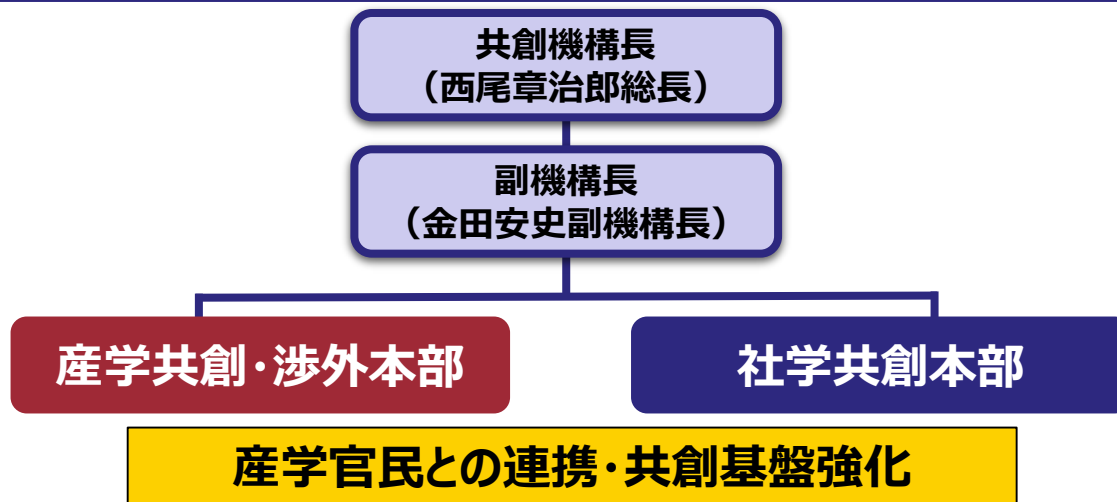 共創機構長
（西尾章治郎総長）
副機構長
（金田安史副機構長）
産学共創･渉外本部
社学共創本部
産学官民との連携･共創基盤強化